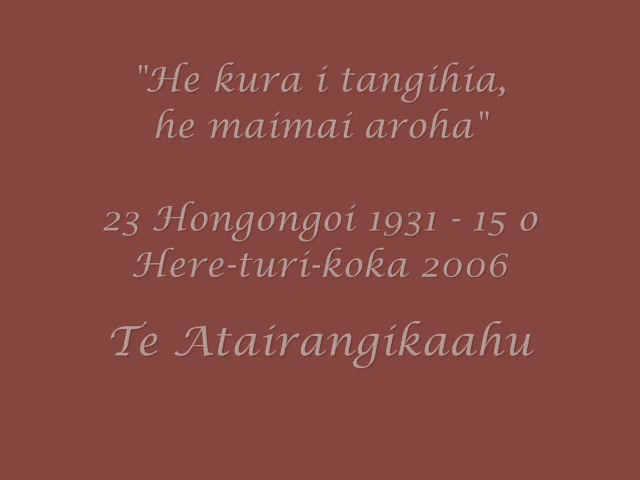 "He kura i tangihia,
he maimai aroha"
23 Hongongoi 1931 - 15 o
Here-turi-koka 2006
Te Atairangikaahu